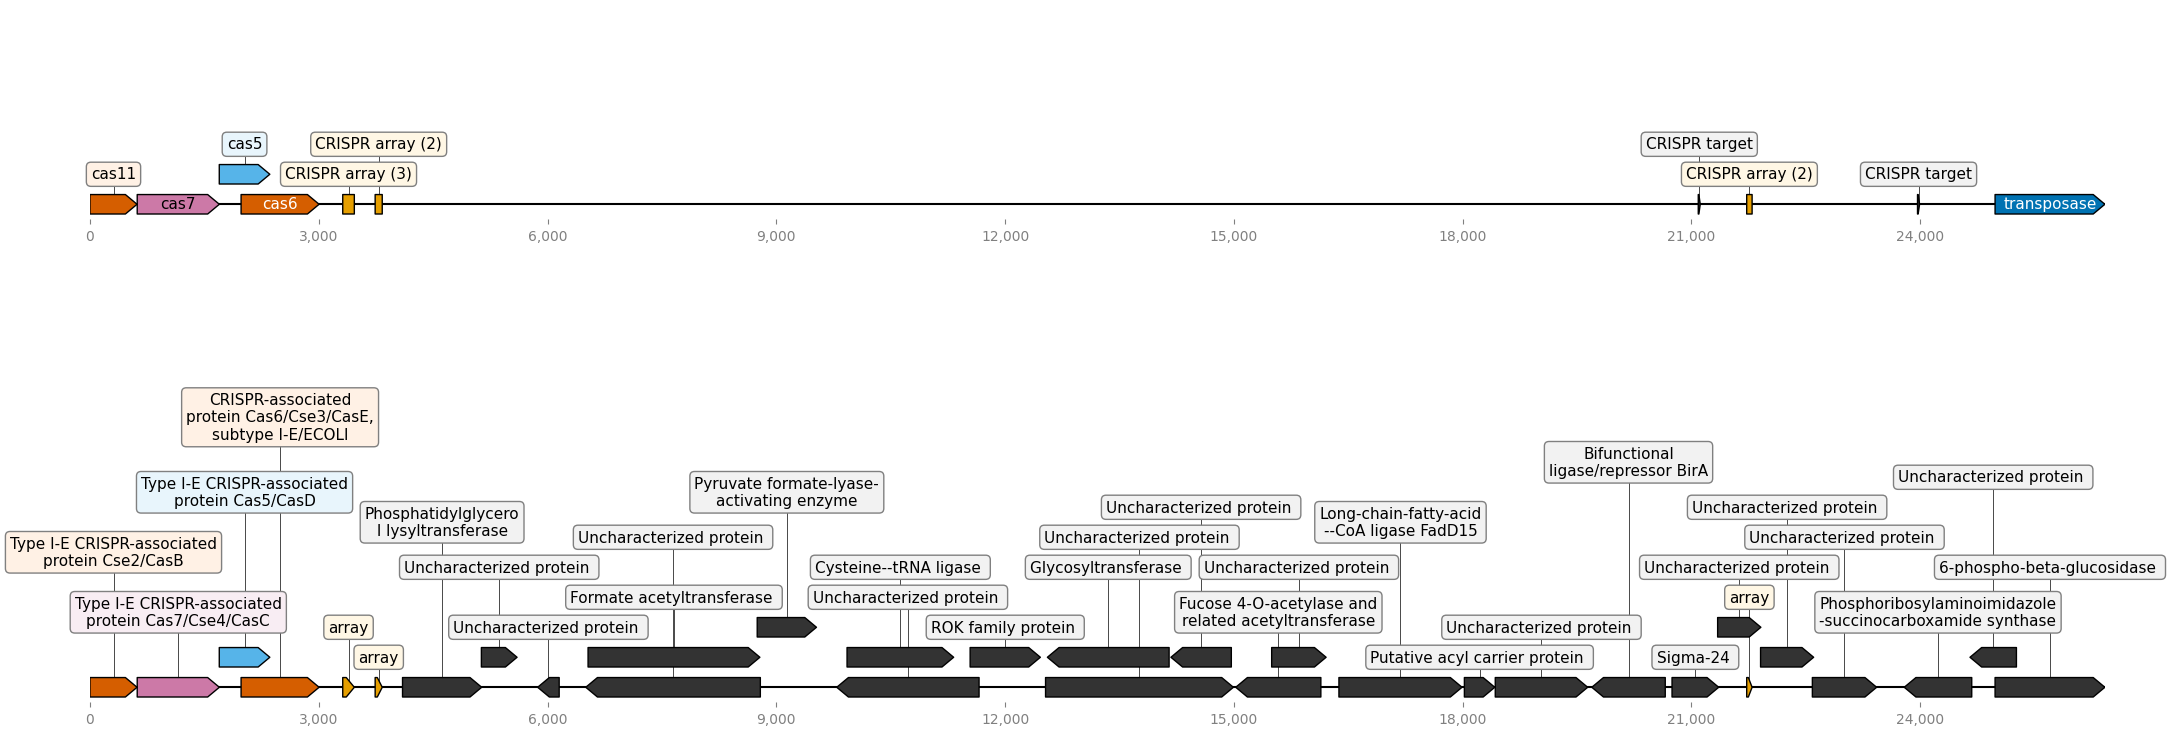 cas5
CRISPR array (2)
CRISPR target
cas11
CRISPR array (3)
CRISPR array (2)
CRISPR target
cas7
cas6
transposase
0
3,000
6,000
9,000
12,000
15,000
18,000
21,000
24,000
CRISPR-associated
protein Cas6/Cse3/CasE,
subtype I-E/ECOLI
Bifunctional
ligase/repressor BirA
Type I-E CRISPR-associated
protein Cas5/CasD
Pyruvate formate-lyase-
activating enzyme
Uncharacterized protein
Phosphatidylglycero
l lysyltransferase
Uncharacterized protein
Long-chain-fatty-acid
--CoA ligase FadD15
Uncharacterized protein
Type I-E CRISPR-associated
protein Cse2/CasB
Uncharacterized protein
Uncharacterized protein
Uncharacterized protein
Uncharacterized protein
Cysteine--tRNA ligase
Glycosyltransferase
Uncharacterized protein
Uncharacterized protein
6-phospho-beta-glucosidase
Type I-E CRISPR-associated
protein Cas7/Cse4/CasC
Formate acetyltransferase
Uncharacterized protein
Fucose 4-O-acetylase and
related acetyltransferase
array
Phosphoribosylaminoimidazole
-succinocarboxamide synthase
array
Uncharacterized protein
ROK family protein
Uncharacterized protein
array
Putative acyl carrier protein
Sigma-24
0
3,000
6,000
9,000
12,000
15,000
18,000
21,000
24,000